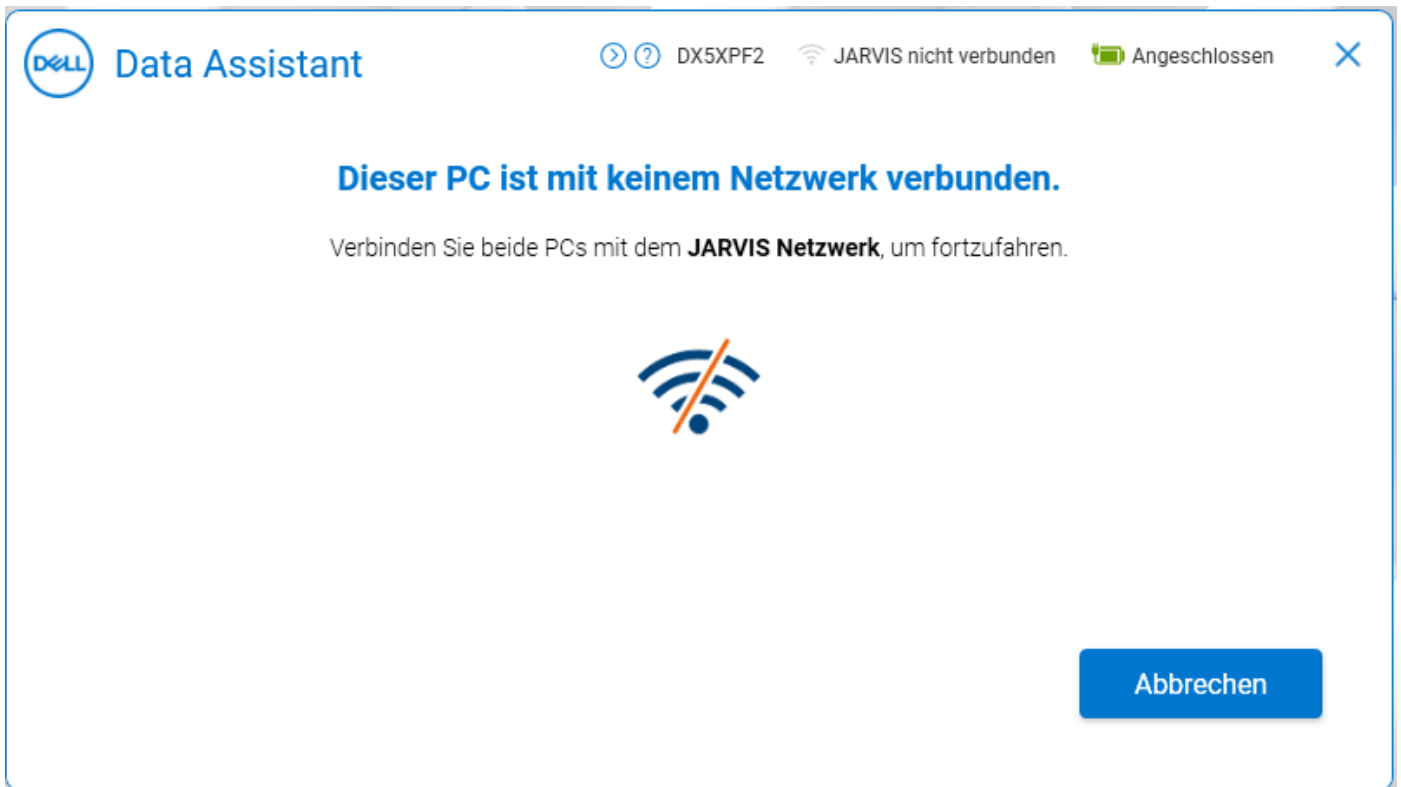 DELL Data Assistant DX5XPF2 JARVIS nicht verbunden Angeschlossen
Dieser PC ist mit keinem Netzwerk verbunden.
Verbinden Sie beide PCs mit dem JARVIS Netzwerk, um fortzufahren.
Abbrechen